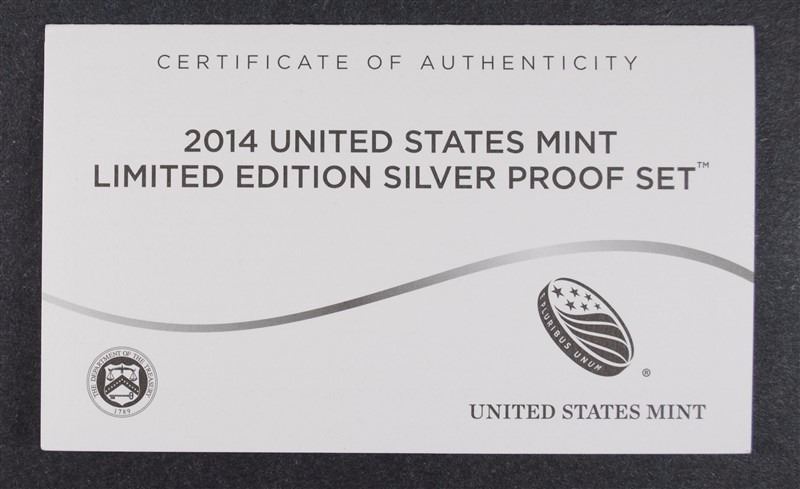 CERTIFICATE OF AUTHENTICITY
2014 UNITED STATES MINT
LIMITED EDITION SILVER PROOF SET™
E PLURIBUS UNUM
®
THE DEPARTMENT OF THE TREASURY
1789
UNITED STATES MINT